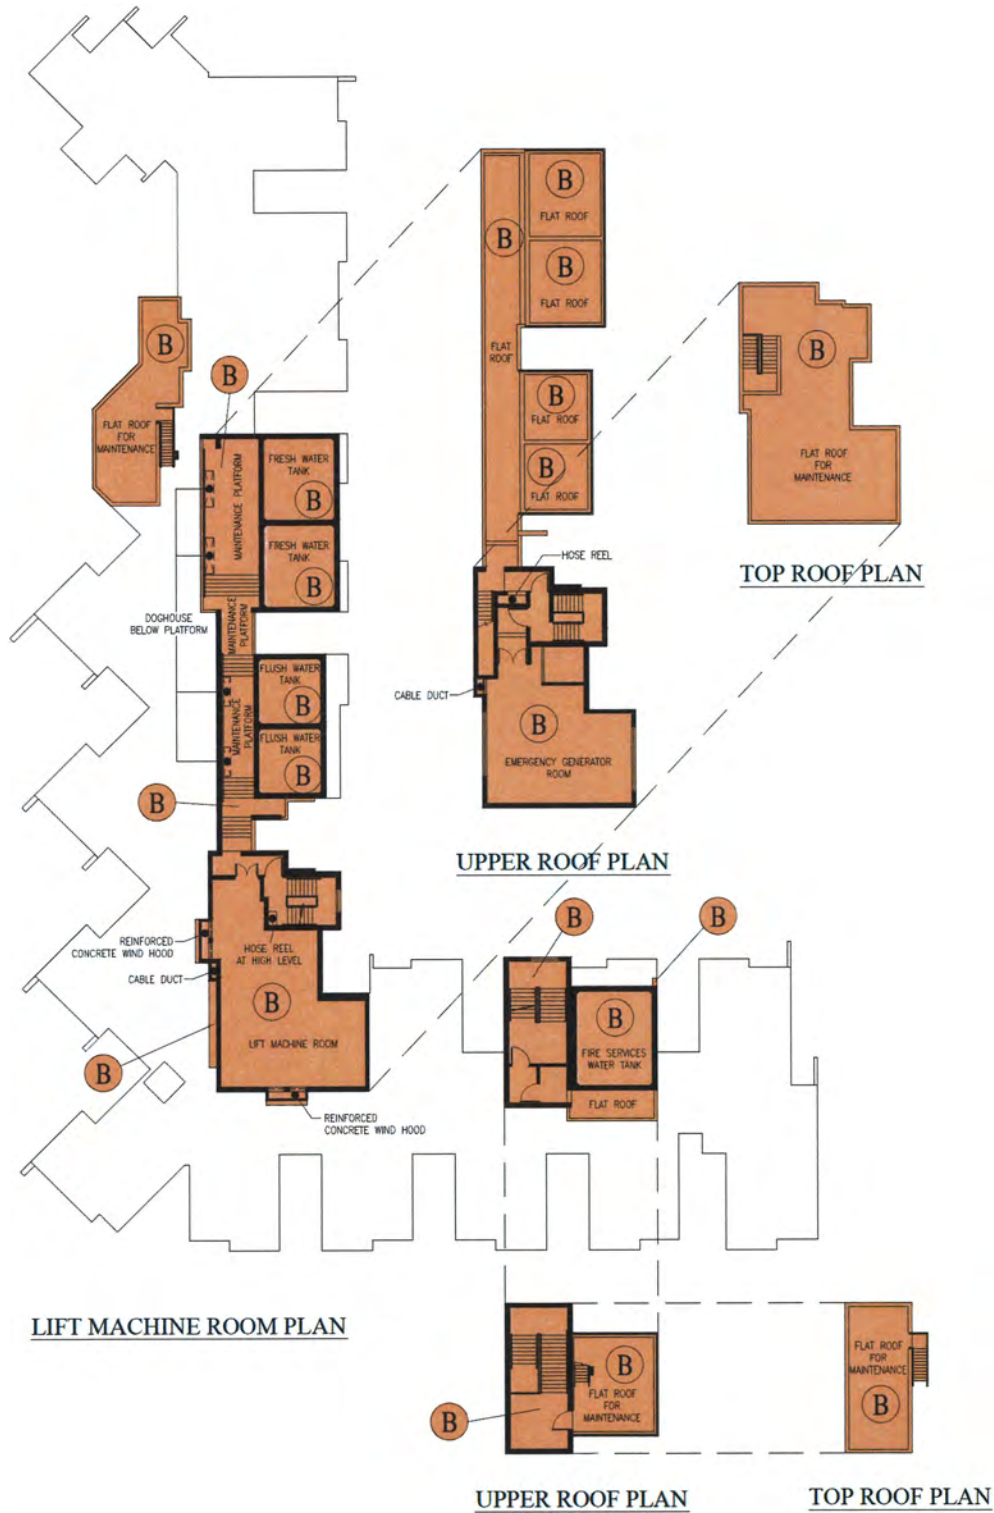 B
FLAT ROOF
B
B
FLAT ROOF
FLAT
ROOF
B
FLAT ROOF
B
FLAT ROOF
B
FLAT ROOF
FOR
MAINTENANCE
TOP ROOF PLAN
B
FLAT ROOF
FOR
MAINTENANCE
B
MAINTENANCE PLATFORM
FRESH WATER
TANK
B
FRESH WATER
TANK
B
DOGHOUSE
BELOW PLATFORM
MAINTENANCE
PLATFORM
FLUSH WATER
TANK
B
MAINTENANCE
PLATFORM
FLUSH WATER
TANK
B
B
HOSE REEL
CABLE DUCT
B
EMERGENCY GENERATOR
ROOM
UPPER ROOF PLAN
REINFORCED
CONCRETE WIND HOOD
HOSE REEL
AT HIGH LEVEL
CABLE DUCT
B
LIFT MACHINE ROOM
B
REINFORCED
CONCRETE WIND HOOD
B
B
B
FIRE SERVICES
WATER TANK
FLAT ROOF
LIFT MACHINE ROOM PLAN
B
FLAT ROOF
FOR
MAINTENANCE
B
UPPER ROOF PLAN
FLAT ROOF
FOR
MAINTENANCE
B
TOP ROOF PLAN